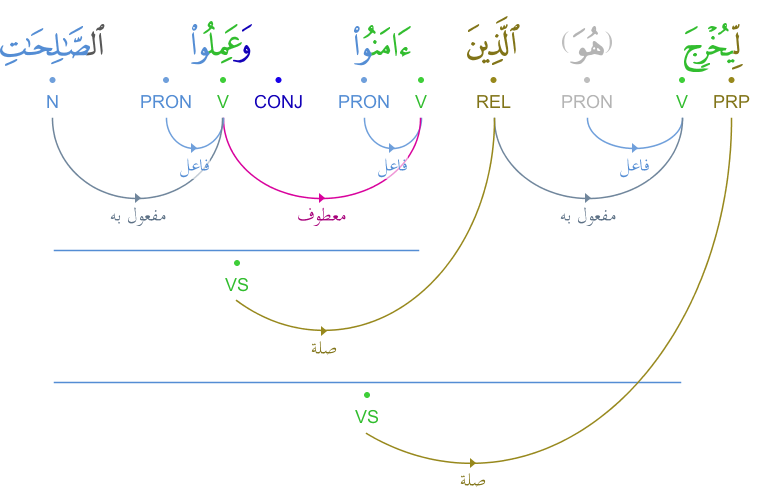 لِّيُخْرِجَ (هُوَ) ٱلَّذِينَ ءَامَنُوا۟ وَعَمِلُوا۟ ٱلصَّـٰلِحَـٰتِ
PRP V PRON REL V PRON CONJ V PRON N
فاعل فاعل فاعل
مفعول به معطوف مفعول به
VS
صلة
VS
صلة